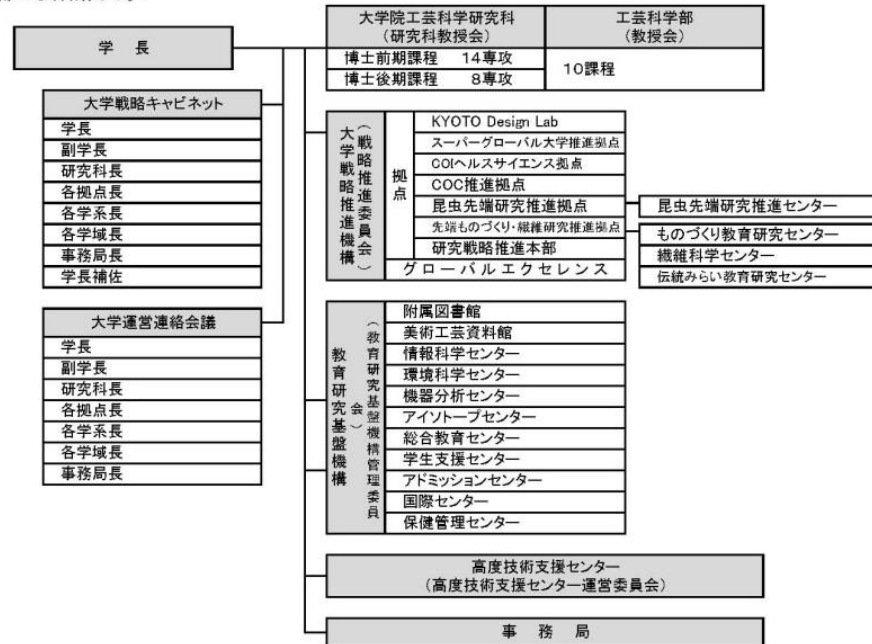 学 長
大学戦略キャビネット
学長
副学長
研究科長
各拠点長
各学系長
各学域長
事務局長
学長補佐
大学運営連絡会議
学長
副学長
研究科長
各拠点長
各学系長
各学域長
事務局長
大学院工芸科学研究科
（研究科教授会）
博士前期課程 14専攻
博士後期課程 8専攻
工芸科学部
（教授会）
10課程
大学戦略推進機構
（戦略推進委員会）
拠点
KYOTO Design Lab
スーパーグローバル大学推進拠点
COIヘルスサイエンス拠点
COC推進拠点
昆虫先端研究推進拠点
先端ものづくり・繊維研究推進拠点
研究戦略推進本部
グローバルエクセレンス
昆虫先端研究推進センター
ものづくり教育研究センター
繊維科学センター
伝統みらい教育研究センター
教育研究基盤機構
（教育研究基盤機構管理委員
会）
附属図書館
美術工芸資料館
情報科学センター
環境科学センター
機器分析センター
アイソトープセンター
総合教育センター
学生支援センター
アドミッションセンター
国際センター
保健管理センター
高度技術支援センター
（高度技術支援センター運営委員会）
事 務 局